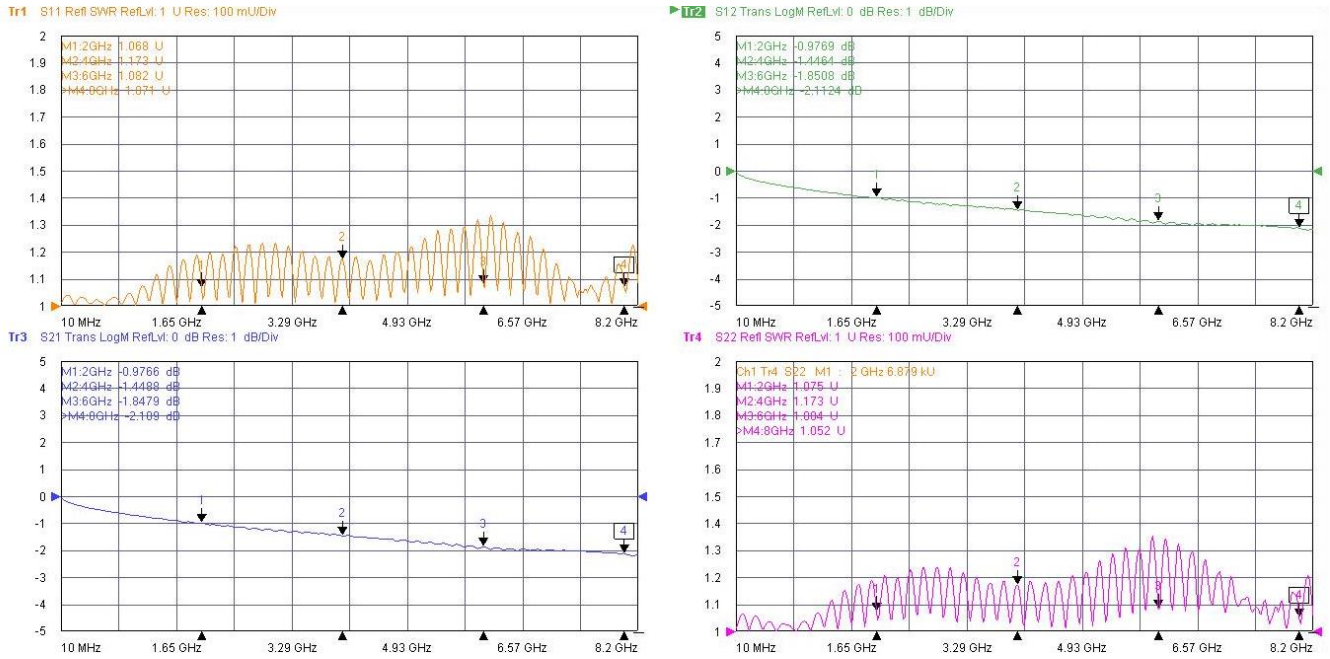 Tr1 S11 Refl SWR RefLvl: 1 U Res: 100 mU/Div
2
1.9
1.8
1.7
1.6
1.5
1.4
1.3
1.2
1.1
1
M1:2GHz 1.068 U
M2:4GHz 1.173 U
M3:6GHz 1.082 U
>M4:0GHz 1.071 U
1
2
3
4
10 MHz 1.65 GHz 3.29 GHz 4.93 GHz 6.57 GHz 8.2 GHz
Tr2 S12 Trans LogM RefLvl: 0 dB Res: 1 dB/Div
5
4
3
2
1
0
-1
-2
-3
-4
-5
M1:2GHz -0.9769 dB
M2:4GHz -1.4464 dB
M3:6GHz -1.8508 dB
>M4:0GHz -2.1124 dB
1
2
3
4
10 MHz 1.65 GHz 3.29 GHz 4.93 GHz 6.57 GHz 8.2 GHz
Tr3 S21 Trans LogM RefLvl: 0 dB Res: 1 dB/Div
5
4
3
2
1
0
-1
-2
-3
-4
-5
M1:2GHz -0.9766 dB
M2:4GHz -1.4488 dB
M3:6GHz -1.8479 dB
>M4:0GHz -2.109 dB
1
2
3
4
10 MHz 1.65 GHz 3.29 GHz 4.93 GHz 6.57 GHz 8.2 GHz
Tr4 S22 Refl SWR RefLvl: 1 U Res: 100 mU/Div
2
1.9
1.8
1.7
1.6
1.5
1.4
1.3
1.2
1.1
1
Ch1 Tr4 S22 M1 : 2 GHz 6.879 kU
M1:2GHz 1.075 U
M2:4GHz 1.173 U
M3:6GHz 1.004 U
>M4:8GHz 1.052 U
1
2
3
4
10 MHz 1.65 GHz 3.29 GHz 4.93 GHz 6.57 GHz 8.2 GHz